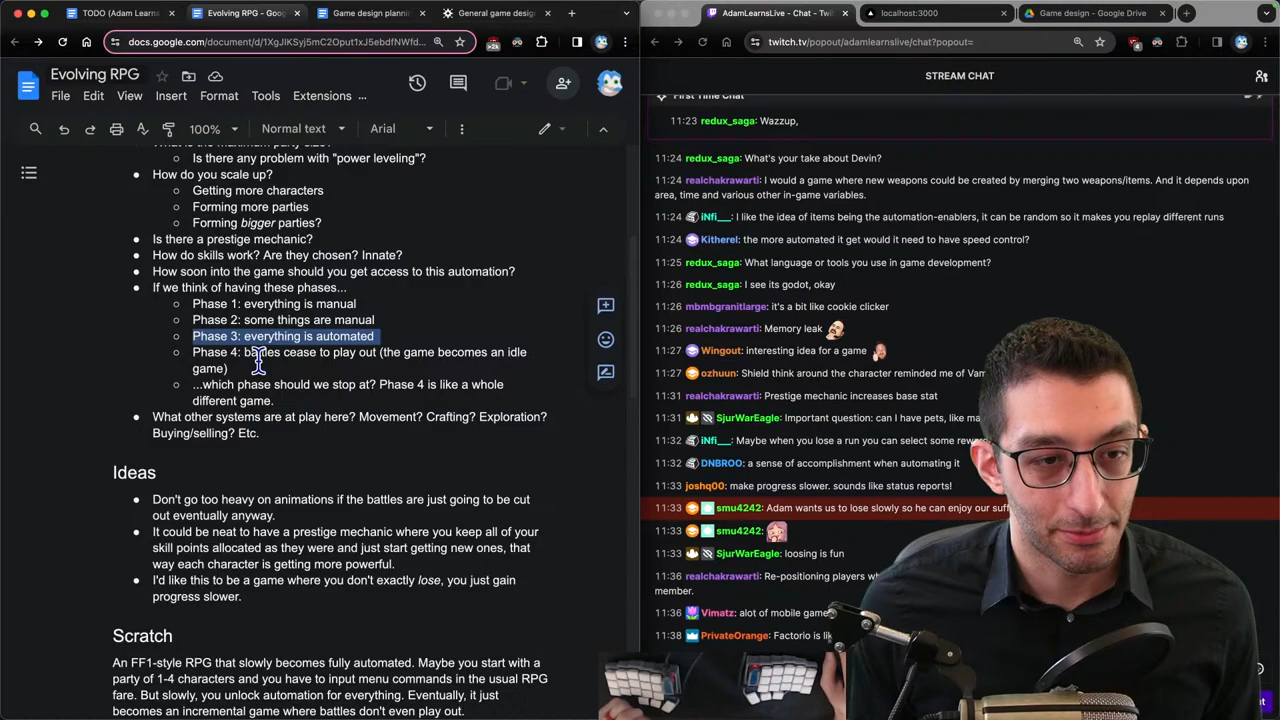 TODO (Adam Learns
Evolving RPG - Goo
Game design plann
General game desig
AdamLearnsLive - Chat - Twit
localhost:3000
Game design - Google Drive
docs.google.com/document/d/1XgJIKSyj5mC2Oput1xJ5ebdfNWfd...
twitch.tv/popout/adamlearnslive/chat?popout=
Evolving RPG
File Edit View Insert Format Tools Extensions ...
100% Normal text Arial
Is there any problem with "power leveling"?
How do you scale up?
Getting more characters
Forming more parties
Forming bigger parties?
Is there a prestige mechanic?
How do skills work? Are they chosen? Innate?
How soon into the game should you get access to this automation?
If we think of having these phases...
Phase 1: everything is manual
Phase 2: some things are manual
Phase 3: everything is automated
Phase 4: battles cease to play out (the game becomes an idle
game)
...which phase should we stop at? Phase 4 is like a whole
different game.
What other systems are at play here? Movement? Crafting? Exploration?
Buying/selling? Etc.
Ideas
Don't go too heavy on animations if the battles are just going to be cut
out eventually anyway.
It could be neat to have a prestige mechanic where you keep all of your
skill points allocated as they were and just start getting new ones, that
way each character is getting more powerful.
I'd like this to be a game where you don't exactly lose, you just gain
progress slower.
Scratch
An FF1-style RPG that slowly becomes fully automated. Maybe you start with a
party of 1-4 characters and you have to input menu commands in the usual RPG
fare. But slowly, you unlock automation for everything. Eventually, it just
becomes an incremental game where battles don't even play out.
STREAM CHAT
First Time Chat
11:23 redux_saga: Wazzup,
11:24 redux_saga: What's your take about Devin?
11:24 realchakrawarti: I would a game where new weapons could be created by merging two weapons/items. And it depends upon
area, time and various other in-game variables.
11:24 iNfi___: I like the idea of items being the automation-enablers, it can be random so it makes you replay different runs
11:24 Kitherel: the more automated it get would it need to have speed control?
11:25 redux_saga: What language or tools you use in game development?
11:26 redux_saga: I see its godot, okay
11:26 mbmbgranitlarge: it's a bit like cookie clicker
11:26 realchakrawarti: Memory leak
11:27 Wingout: interesting idea for a game
11:27 ozhuun: Shield think around the character reminded me of Vam
11:31 realchakrawarti: Prestige mechanic increases base stat
11:31 SjurWarEagle: Important question: can I have pets, like ma
11:32 iNfi___: Maybe when you lose a run you can select some rew
11:32 DNBROO: a sense of accomplishment when automating it
11:33 joshq00: make progress slower. sounds like status reports!
11:33 smu4242: Adam wants us to lose slowly so he can enjoy our suf
11:33 smu4242:
11:33 SjurWarEagle: loosing is fun
11:36 realchakrawarti: Re-positioning players w
member.
11:36 Vimatz: alot of mobile game
11:38 PrivateOrange: Factorio is li